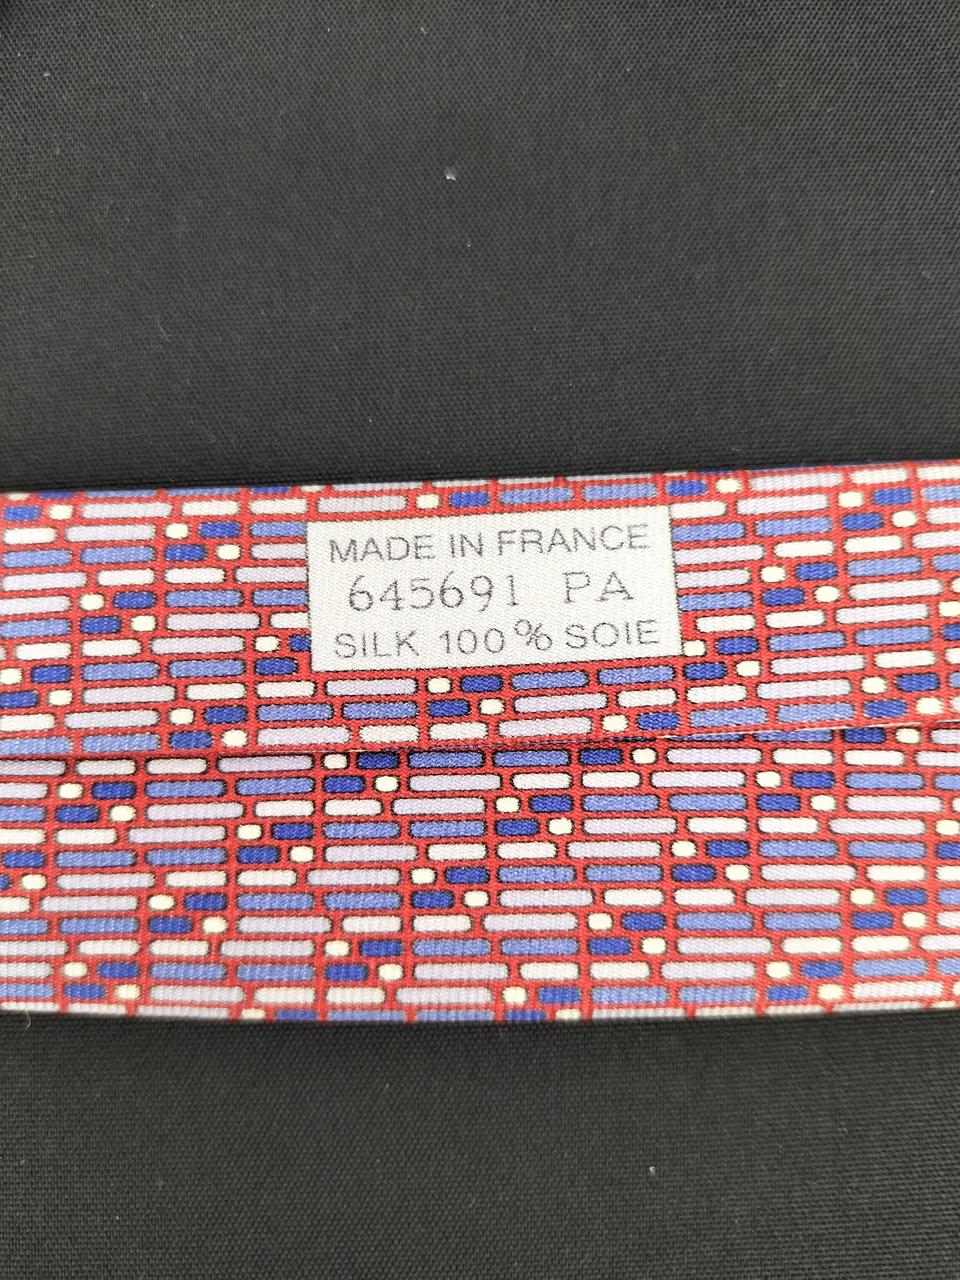 MADE IN FRANCE
645691 PA
SILK 100% SOIE